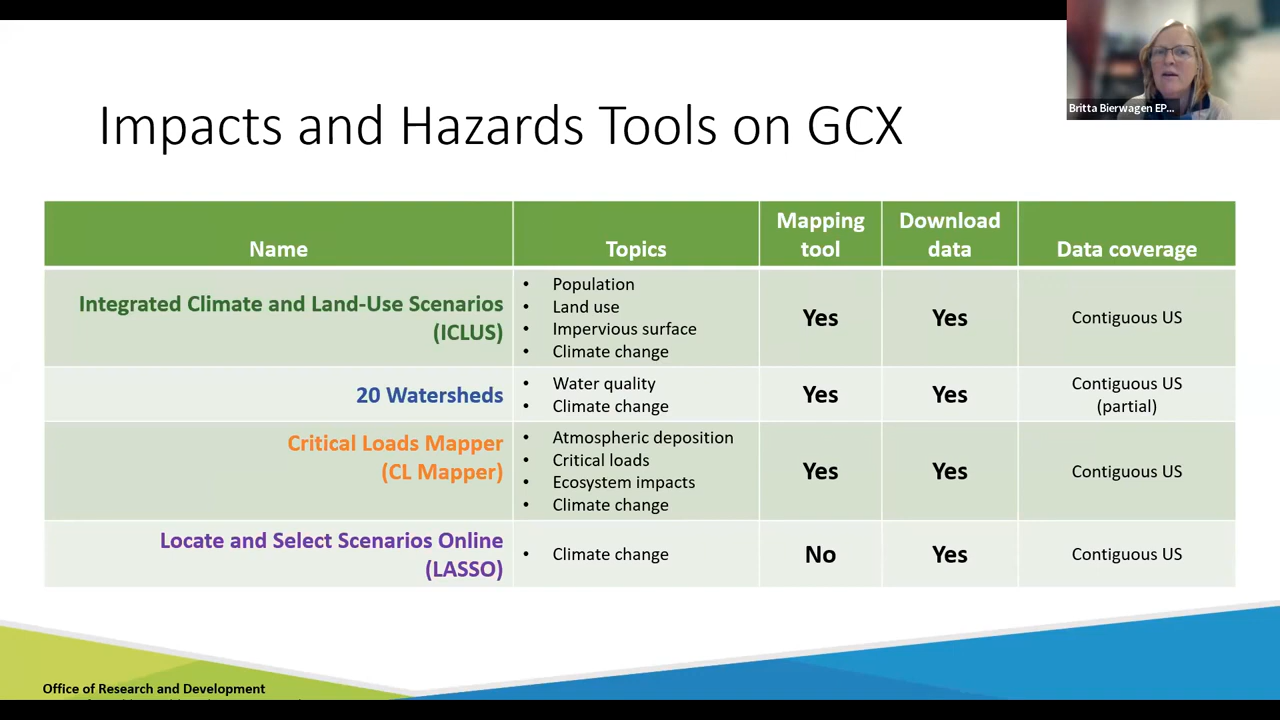 Britta Bierwagen EP...
Impacts and Hazards Tools on GCX
Name
Topics
Mapping
tool
Download
data
Data coverage
Integrated Climate and Land-Use Scenarios
(ICLUS)
• Population
• Land use
• Impervious surface
• Climate change
Yes
Yes
Contiguous US
20 Watersheds
• Water quality
• Climate change
Yes
Yes
Contiguous US
(partial)
Critical Loads Mapper
(CL Mapper)
• Atmospheric deposition
• Critical loads
• Ecosystem impacts
• Climate change
Yes
Yes
Contiguous US
Locate and Select Scenarios Online
(LASSO)
• Climate change
No
Yes
Contiguous US
Office of Research and Development